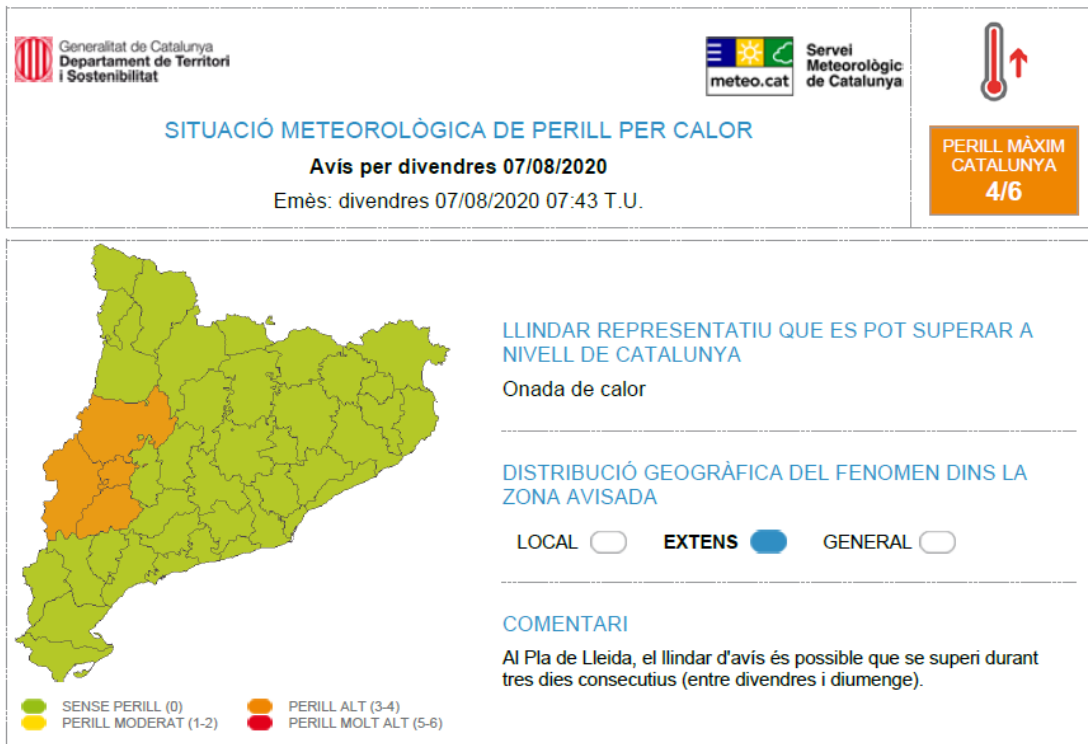 Generalitat de Catalunya
Departament de Territori
i Sostenibilitat
meteo.cat
Servei
Meteorològic
de Catalunya
SITUACIÓ METEOROLÒGICA DE PERILL PER CALOR
Avís per divendres 07/08/2020
Emès: divendres 07/08/2020 07:43 T.U.
PERILL MÀXIM
CATALUNYA
4/6
LLINDAR REPRESENTATIU QUE ES POT SUPERAR A
NIVELL DE CATALUNYA
Onada de calor
DISTRIBUCIÓ GEOGRÀFICA DEL FENOMEN DINS LA
ZONA AVISADA
LOCAL EXTENS GENERAL
COMENTARI
Al Pla de Lleida, el llindar d'avís és possible que se superi durant
tres dies consecutius (entre divendres i diumenge).
SENSE PERILL (0) PERILL ALT (3-4)
PERILL MODERAT (1-2) PERILL MOLT ALT (5-6)